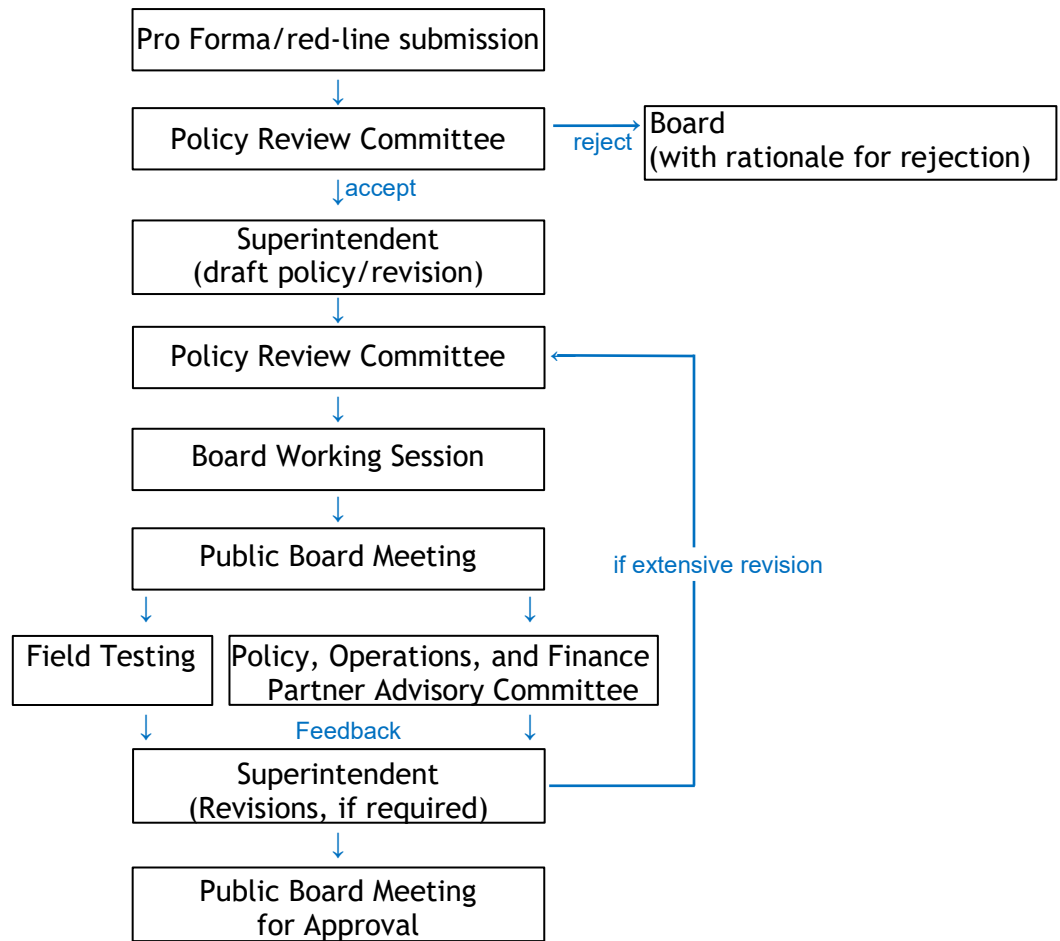 Pro Forma/red-line submission
Policy Review Committee
reject
Board
(with rationale for rejection)
accept
Superintendent
(draft policy/revision)
Policy Review Committee
Board Working Session
Public Board Meeting
if extensive revision
Field Testing
Policy, Operations, and Finance
Partner Advisory Committee
Feedback
Superintendent
(Revisions, if required)
Public Board Meeting
for Approval